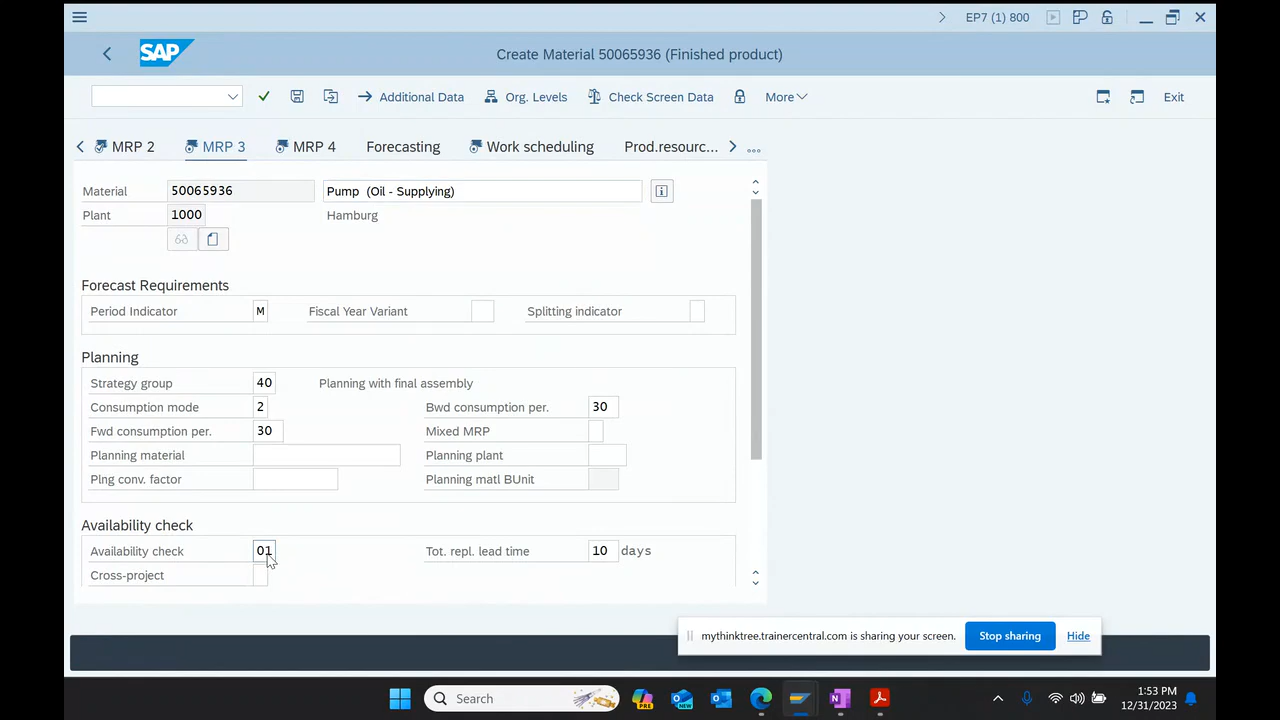 EP7 (1) 800
SAP
Create Material 50065936 (Finished product)
Additional Data
Org. Levels
Check Screen Data
More
Exit
MRP 2
MRP 3
MRP 4
Forecasting
Work scheduling
Prod.resourc...
Material 50065936 Pump (Oil - Supplying)
Plant 1000 Hamburg
Forecast Requirements
Period Indicator M Fiscal Year Variant Splitting indicator
Planning
Strategy group 40 Planning with final assembly
Consumption mode 2 Bwd consumption per. 30
Fwd consumption per. 30 Mixed MRP
Planning material Planning plant
Plng conv. factor Planning matl BUnit
Availability check
Availability check 01 Tot. repl. lead time 10 days
Cross-project
mythinktree.trainercentral.com is sharing your screen. Stop sharing Hide
Search
PRE
NEW
1:53 PM
12/31/2023